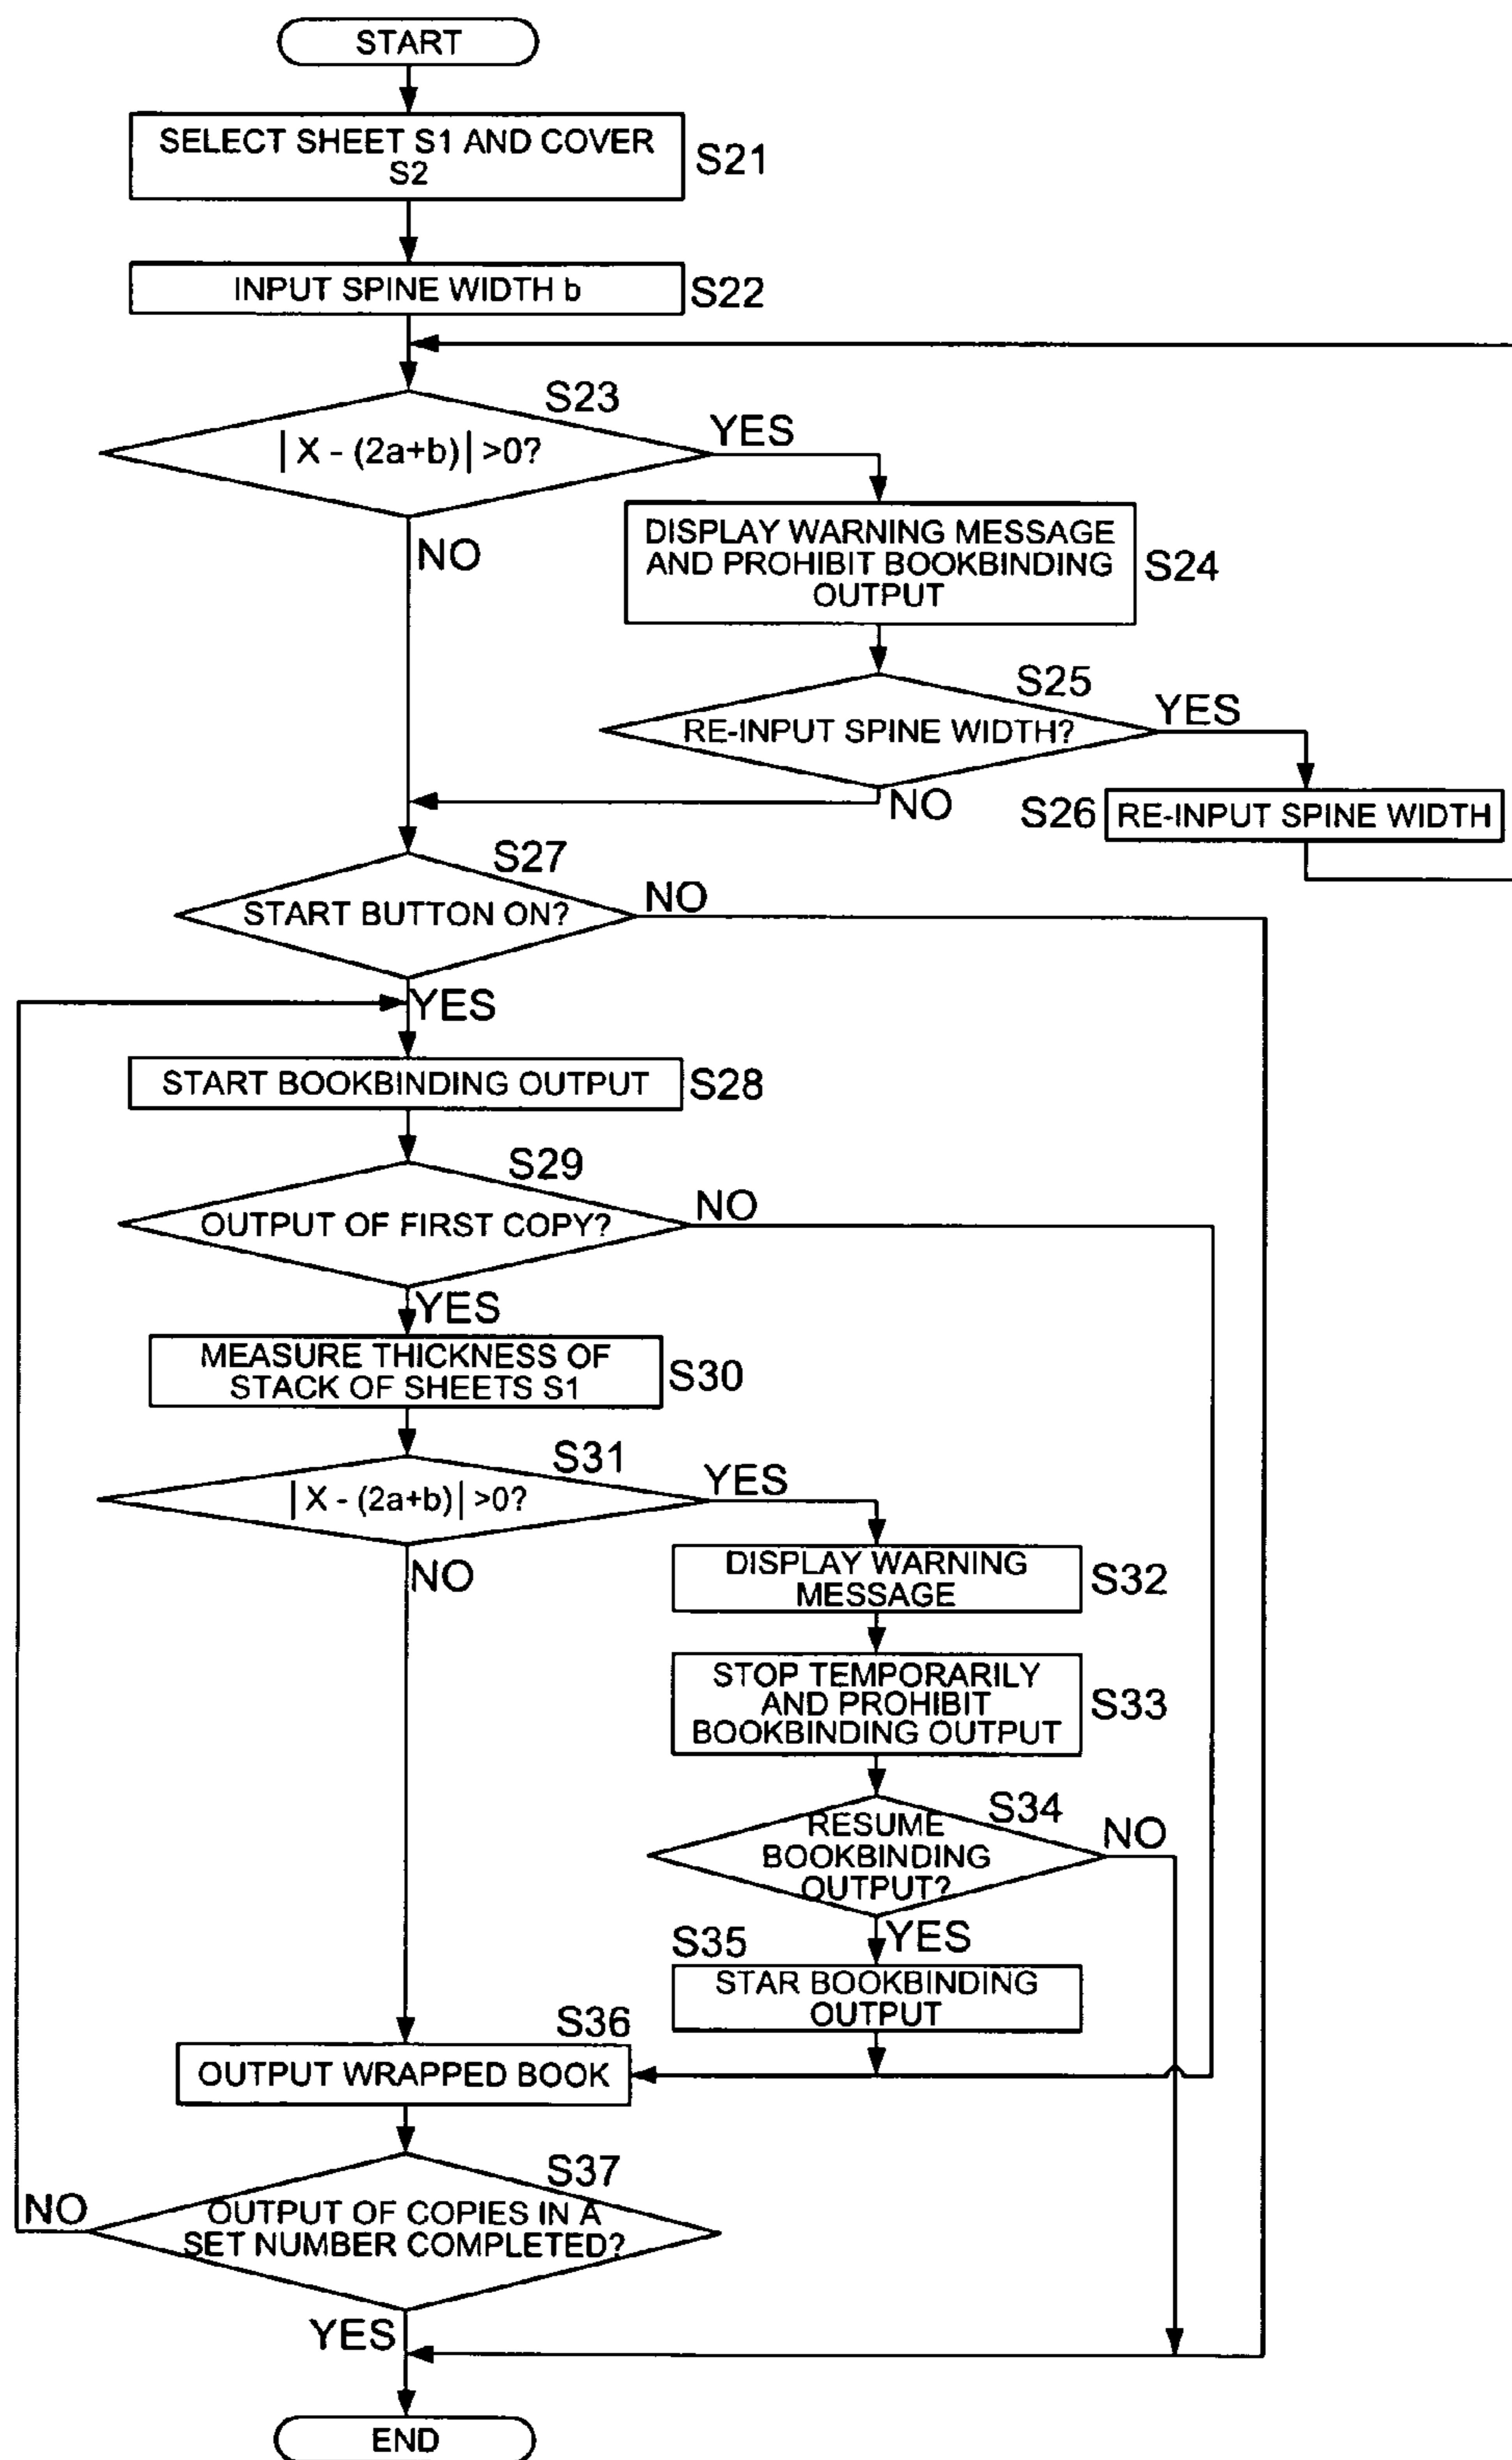 START
SELECT SHEET S1 AND COVER
S2
S21
INPUT SPINE WIDTH b
S22
S23
| X - (2a+b)| >0?
YES
NO
DISPLAY WARNING MESSAGE
AND PROHIBIT BOOKBINDING
OUTPUT
S24
S25
RE-INPUT SPINE WIDTH?
YES
NO
S26
RE-INPUT SPINE WIDTH
S27
START BUTTON ON?
NO
YES
START BOOKBINDING OUTPUT
S28
S29
OUTPUT OF FIRST COPY?
NO
YES
MEASURE THICKNESS OF
STACK OF SHEETS S1
S30
S31
| X - (2a+b)| >0?
YES
NO
DISPLAY WARNING
MESSAGE
S32
STOP TEMPORARILY
AND PROHIBIT
BOOKBINDING OUTPUT
S33
S34
RESUME
BOOKBINDING
OUTPUT?
NO
YES
S35
STAR BOOKBINDING
OUTPUT
S36
OUTPUT WRAPPED BOOK
S37
OUTPUT OF COPIES IN A
SET NUMBER COMPLETED?
NO
YES
END